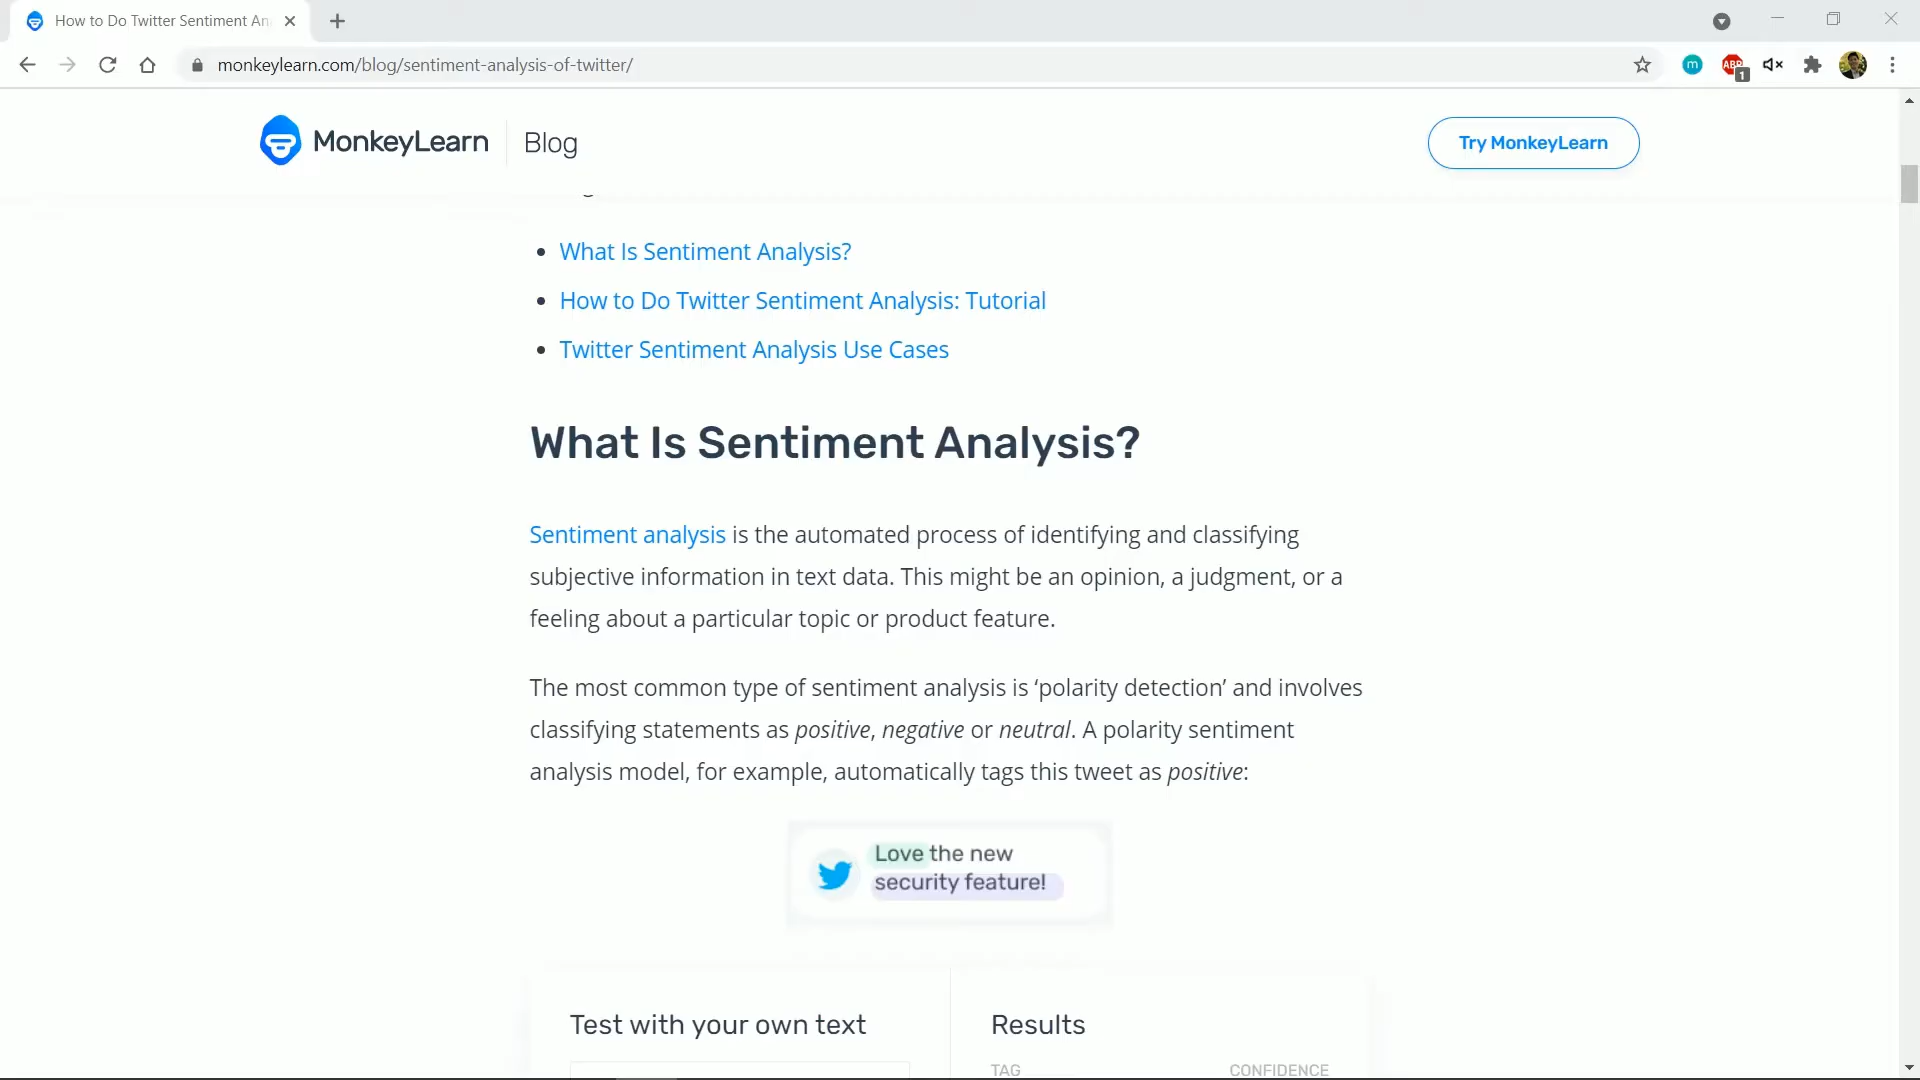 How to Do Twitter Sentiment An
monkeylearn.com/blog/sentiment-analysis-of-twitter/
m
ABP
1
MonkeyLearn
Blog
Try MonkeyLearn
What Is Sentiment Analysis?
How to Do Twitter Sentiment Analysis: Tutorial
Twitter Sentiment Analysis Use Cases
What Is Sentiment Analysis?
Sentiment analysis is the automated process of identifying and classifying
subjective information in text data. This might be an opinion, a judgment, or a
feeling about a particular topic or product feature.
The most common type of sentiment analysis is ‘polarity detection’ and involves
classifying statements as positive, negative or neutral. A polarity sentiment
analysis model, for example, automatically tags this tweet as positive:
Love the new
security feature!
Test with your own text
Results
TAG
CONFIDENCE